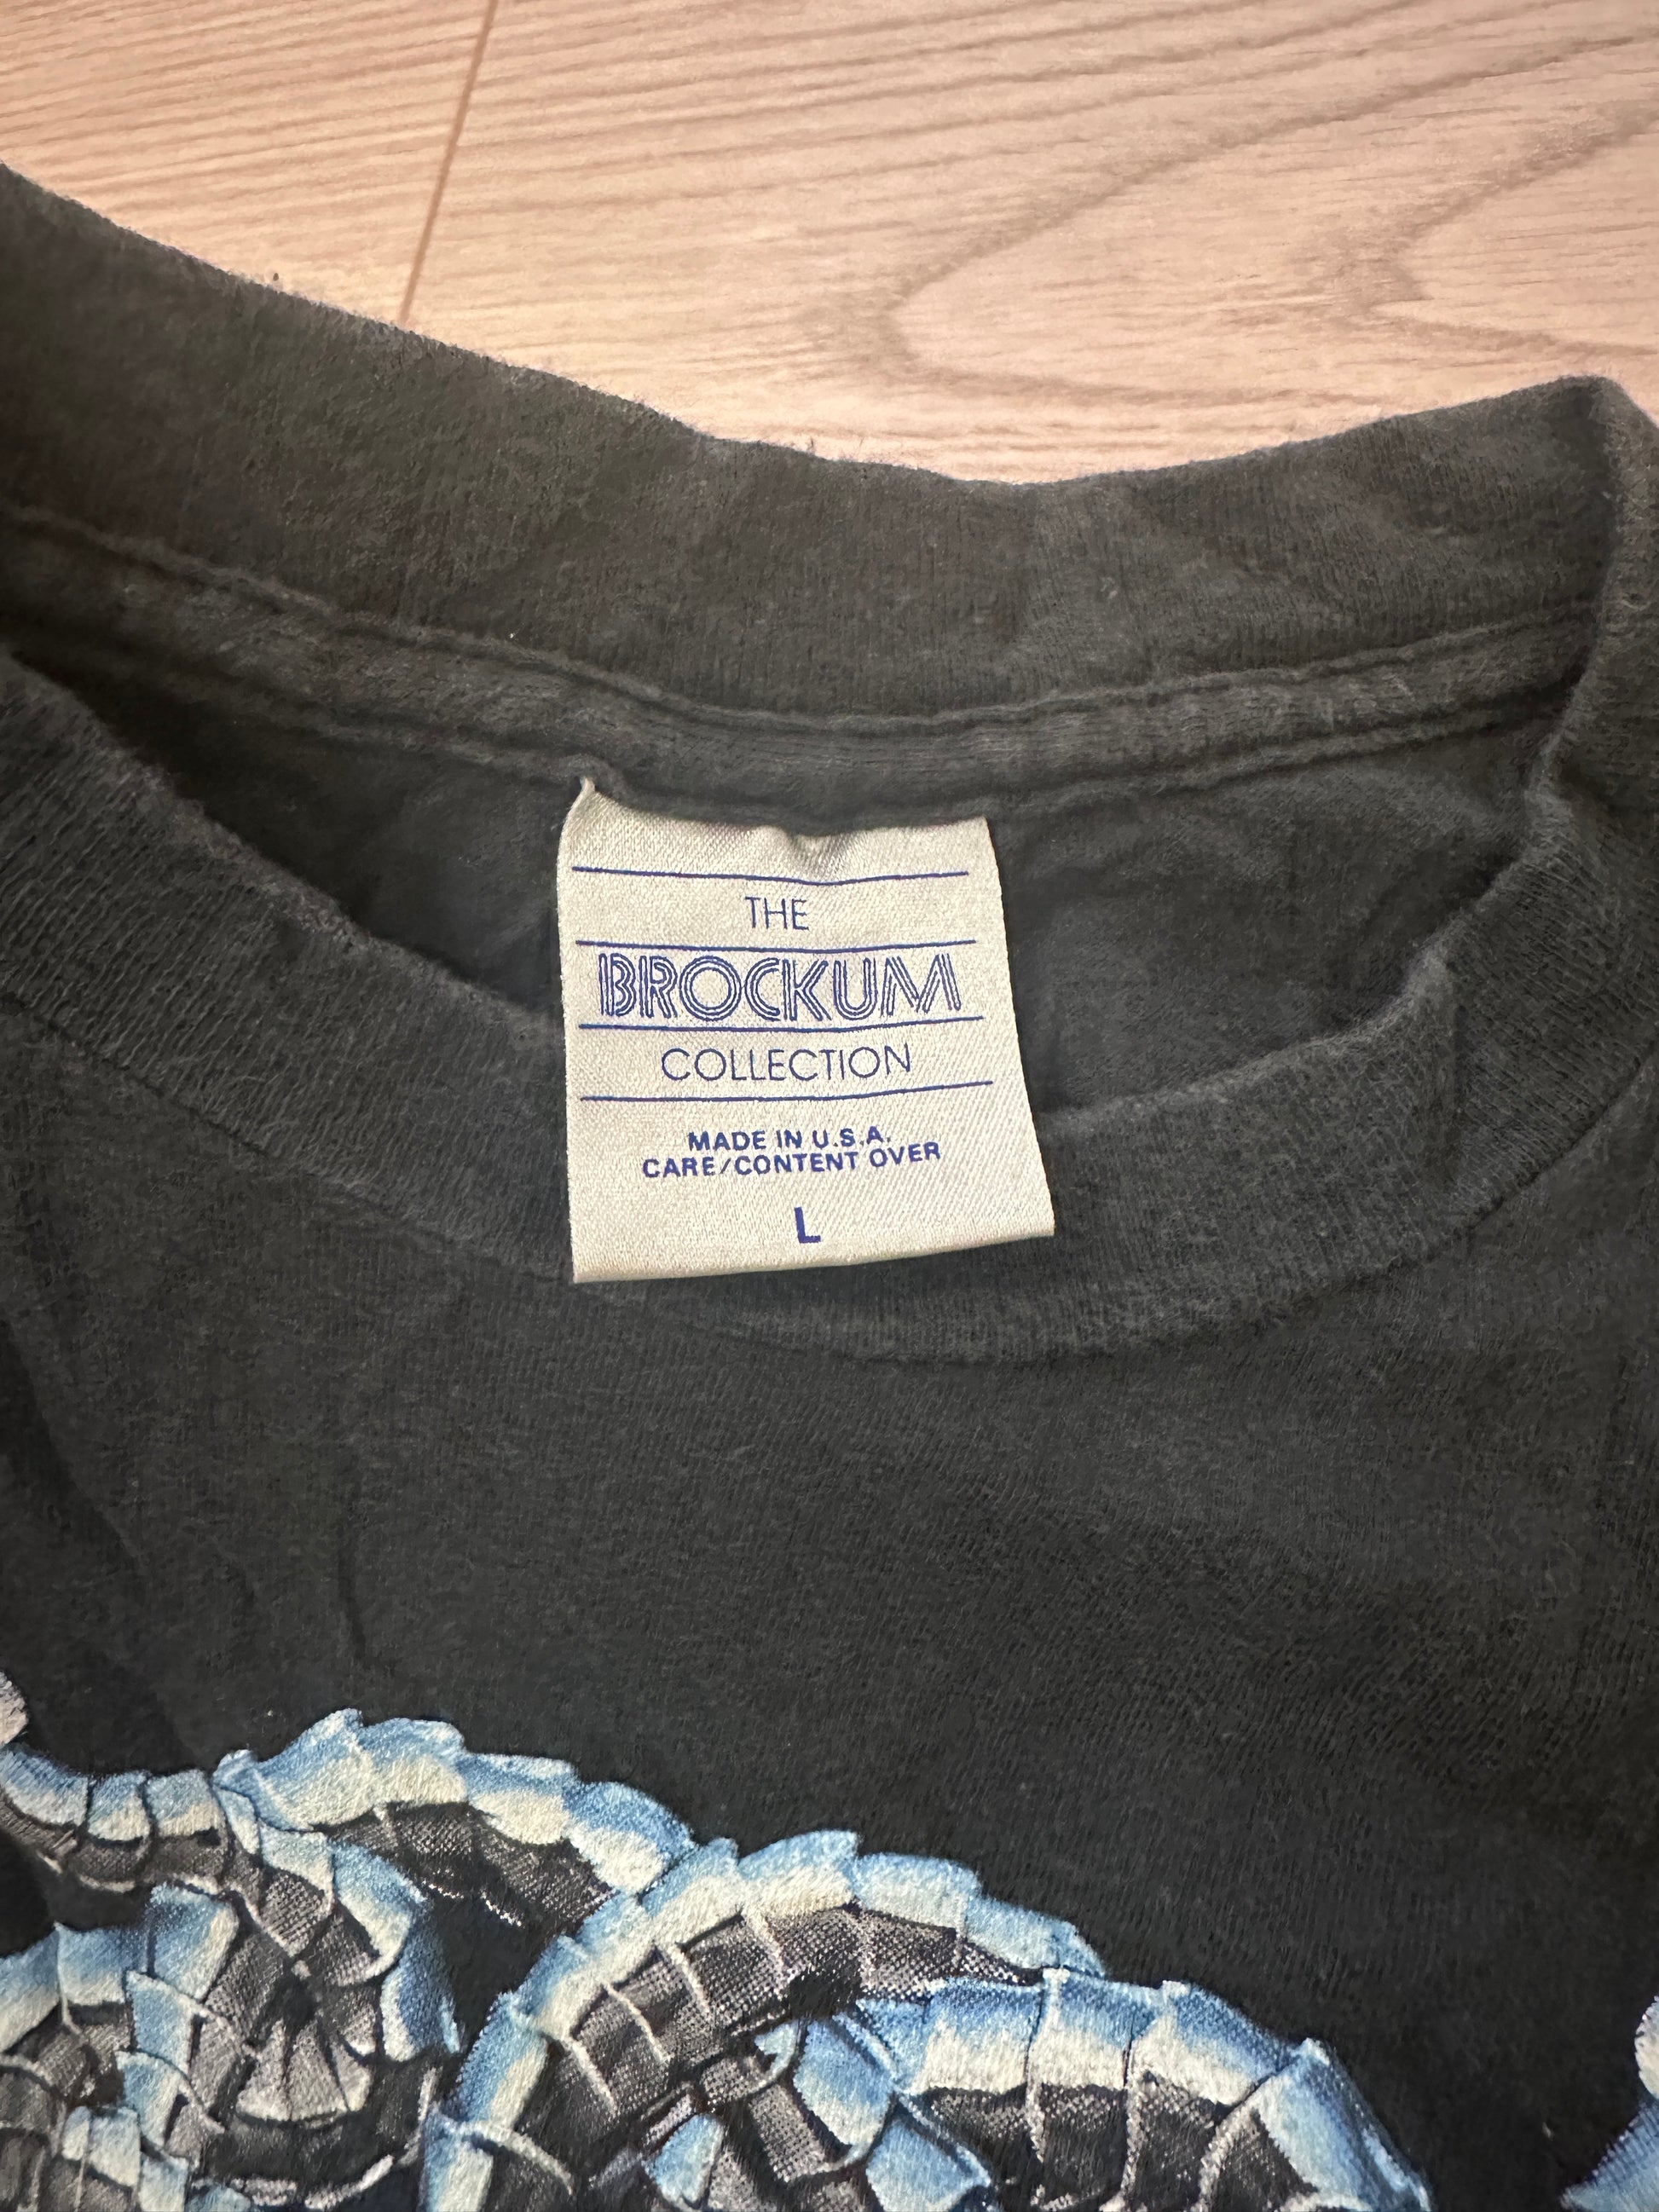 THE
BROCKUM
COLLECTION
MADE IN U.S.A.
CARE/CONTENT OVER
L